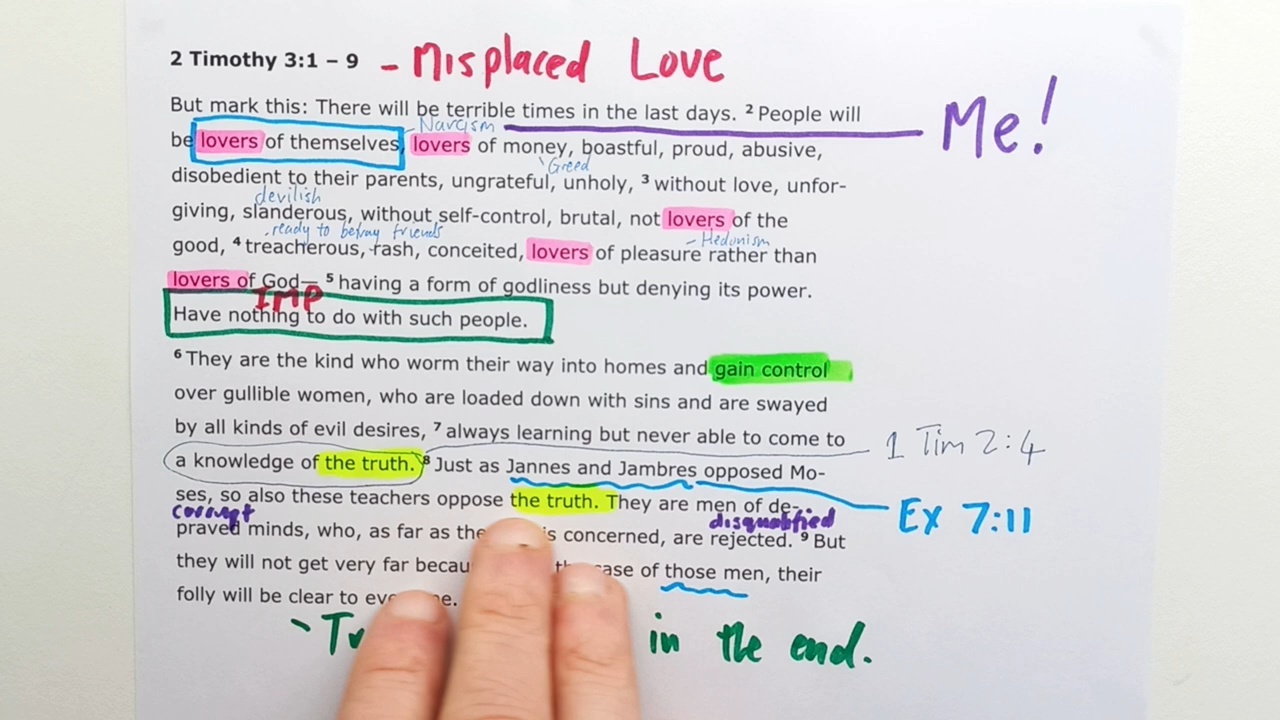 2 Timothy 3:1 – 9 - Misplaced Love
But mark this: There will be terrible times in the last days. 2 People will
Me!
Narcism
be lovers of themselves, lovers of money, boastful, proud, abusive,
Greed
disobedient to their parents, ungrateful, unholy, 3 without love, unfor-
devilish
giving, slanderous, without self-control, brutal, not lovers of the
ready to betray friends
- Hedonism
good, 4 treacherous, rash, conceited, lovers of pleasure rather than
lovers of God— 5 having a form of godliness but denying its power.
IMP
Have nothing to do with such people.
6 They are the kind who worm their way into homes and gain control
over gullible women, who are loaded down with sins and are swayed
by all kinds of evil desires, 7 always learning but never able to come to
1 Tim 2:4
a knowledge of the truth. 8 Just as Jannes and Jambres opposed Mo-
ses, so also these teachers oppose the truth. They are men of de-
Ex 7:11
corrupt
disqualified
praved minds, who, as far as the is concerned, are rejected. 9 But
they will not get very far case of those men, their
folly will be clear to
in the end.